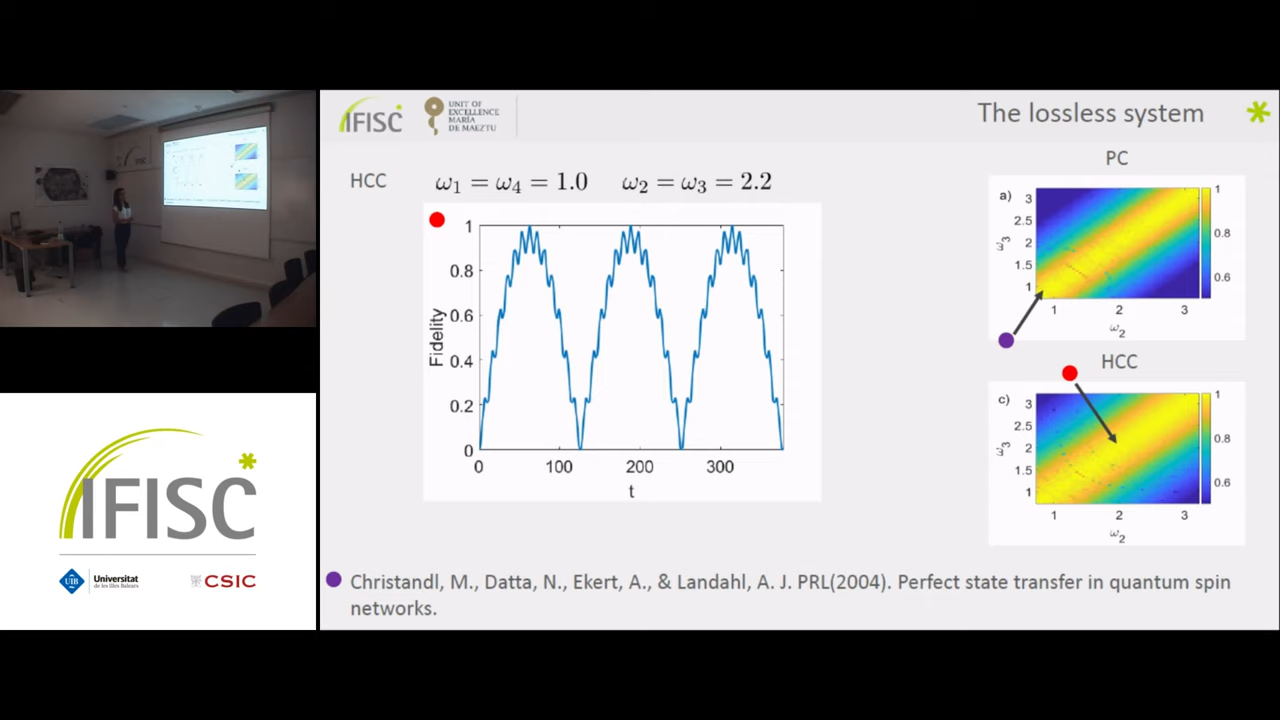 IFISC
UNIT OF
EXCELLENCE
MARÍA
DE MAEZTU
The lossless system
HCC
ω₁ = ω₄ = 1.0 ω₂ = ω₃ = 2.2
PC
1
0.8
0.6
0.4
0.2
0
Fidelity
0 100 200 300
t
a)
3
2.5
2
1.5
1
ω₃
1 2 3
ω₂
1
0.8
0.6
HCC
c)
3
2.5
2
1.5
1
ω₃
1 2 3
ω₂
1
0.8
0.6
Christandl, M., Datta, N., Ekert, A., & Landahl, A. J. PRL(2004). Perfect state transfer in quantum spin
networks.
IFISC
UIB
Universitat
de les Illes Balears
CSIC